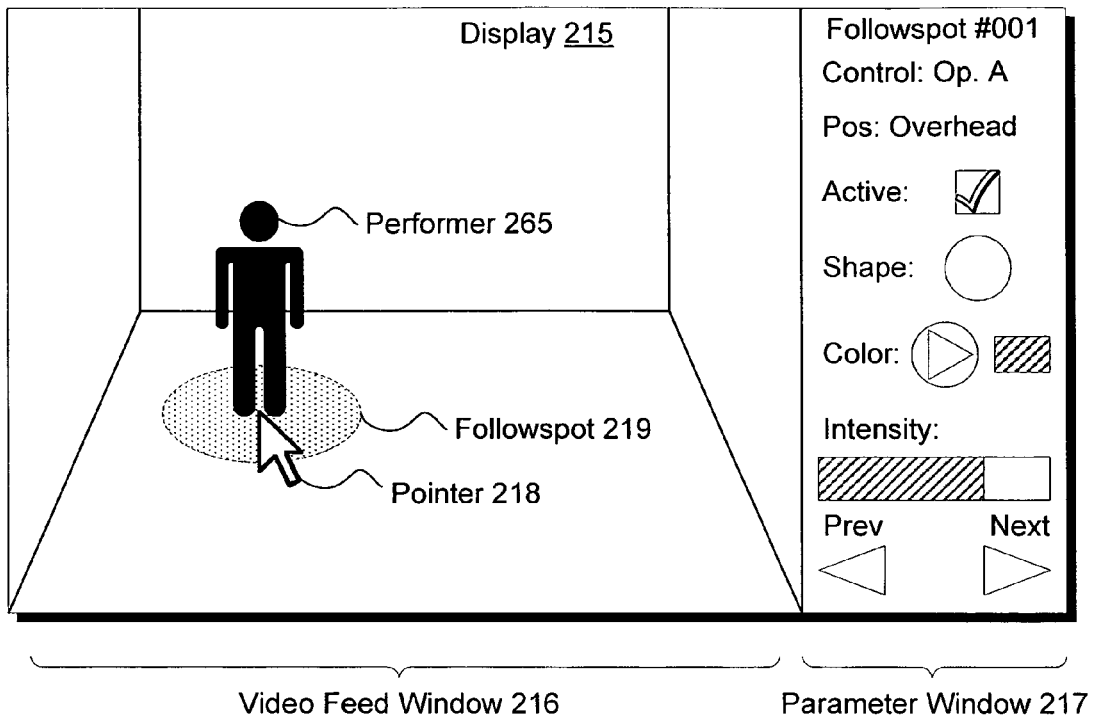 Display 215
Performer 265
Followspot 219
Pointer 218
Followspot #001
Control: Op. A
Pos: Overhead
Active:
Shape:
Color:
Intensity:
Prev Next
Video Feed Window 216
Parameter Window 217